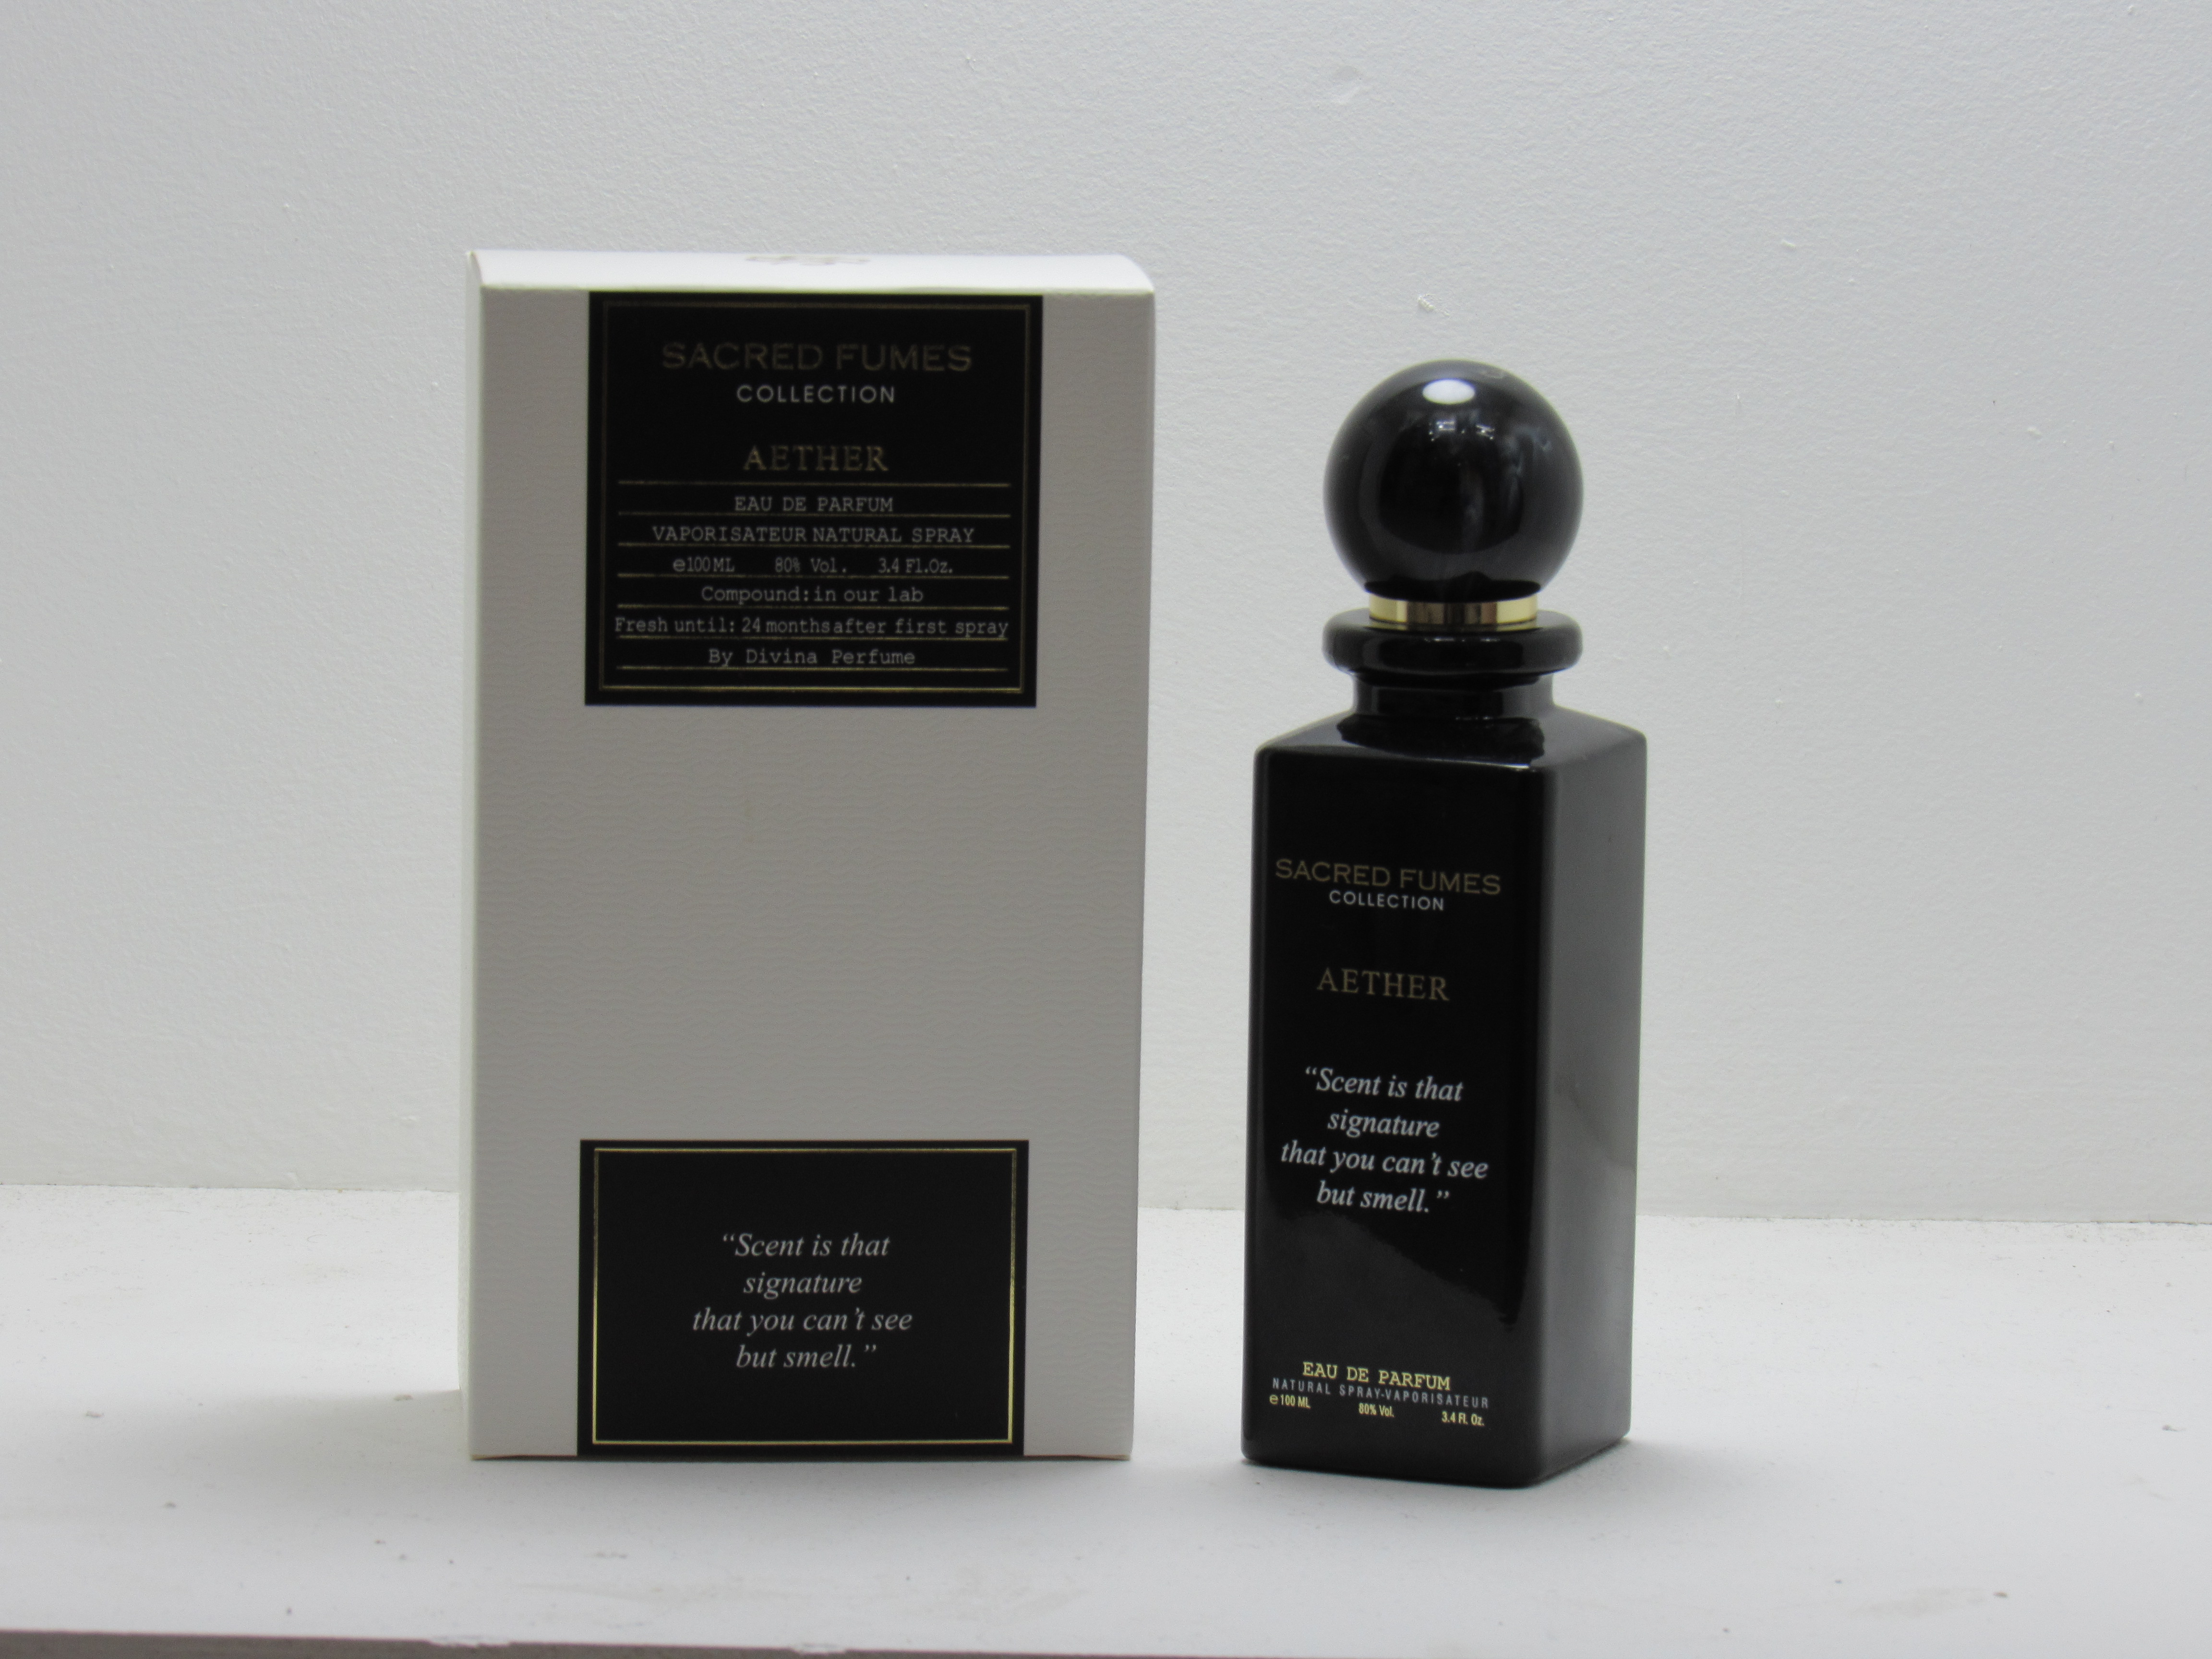 SACRED FUMES
COLLECTION
AETHER
EAU DE PARFUM
VAPORISATEUR NATURAL SPRAY
℮100 ML 80% Vol. 3.4 Fl.Oz.
Compound: in our lab
Fresh until: 24 months after first spray
By Divina Perfume
“Scent is that
signature
that you can’t see
but smell.”
SACRED FUMES
COLLECTION
AETHER
“Scent is that
signature
that you can’t see
but smell.”
EAU DE PARFUM
NATURAL SPRAY-VAPORISATEUR
℮100 ML 80% Vol. 3.4 Fl. Oz.